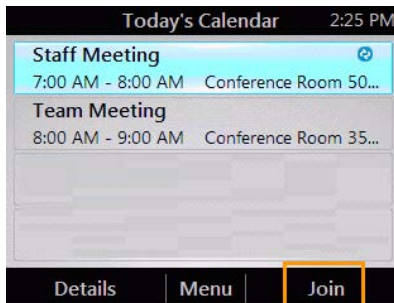 Today's Calendar 2:25 PM
Staff Meeting
7:00 AM - 8:00 AM Conference Room 50...
Team Meeting
8:00 AM - 9:00 AM Conference Room 35...
Details Menu Join